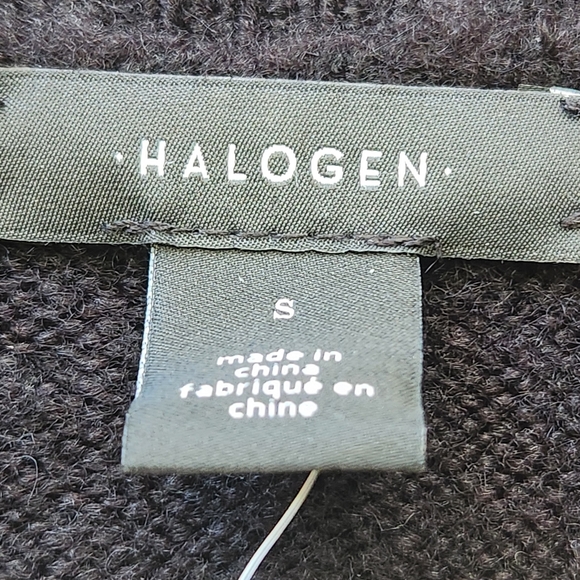 ·HALOGEN·
S
made in
china
fabriqué en
chine